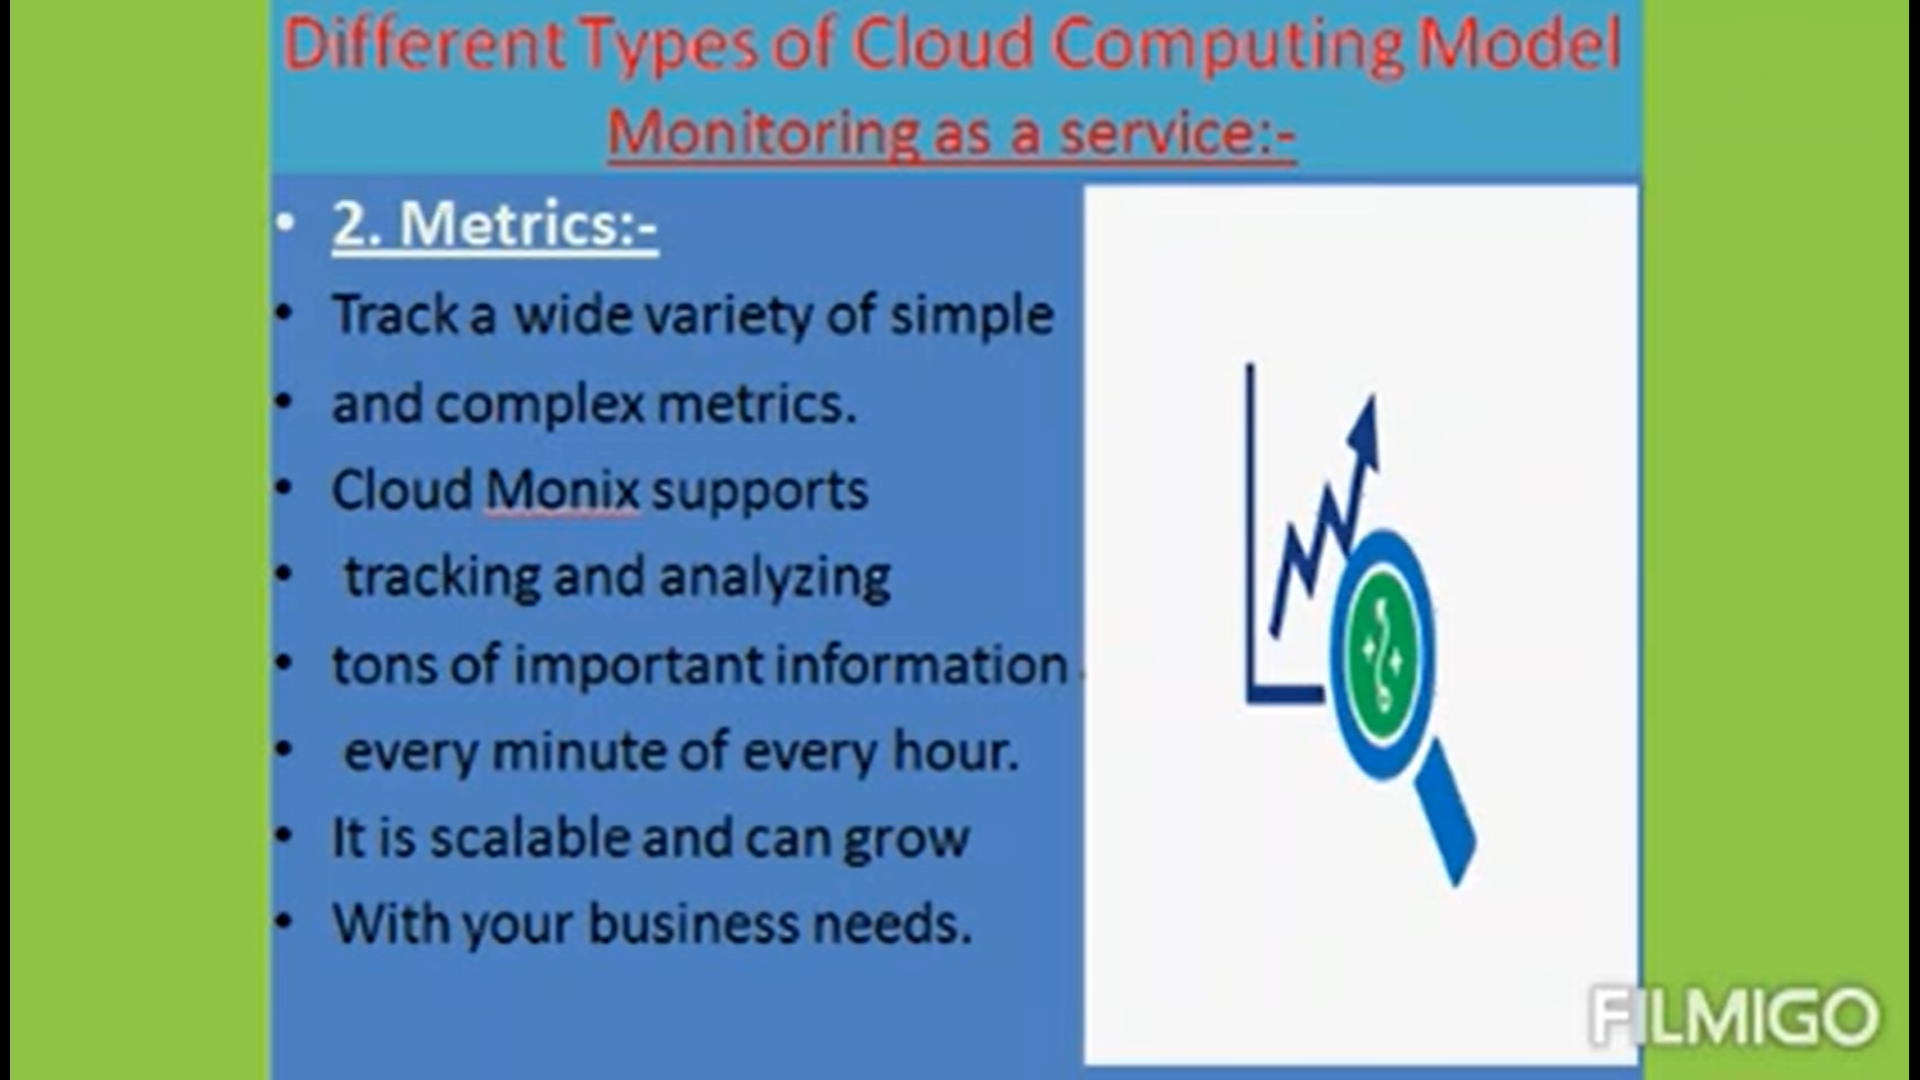 Different Types of Cloud Computing Model
Monitoring as a service:-
• 2. Metrics:-
• Track a wide variety of simple
• and complex metrics.
• Cloud Monix supports
• tracking and analyzing
• tons of important information
• every minute of every hour.
• It is scalable and can grow
• With your business needs.
FILMIGO